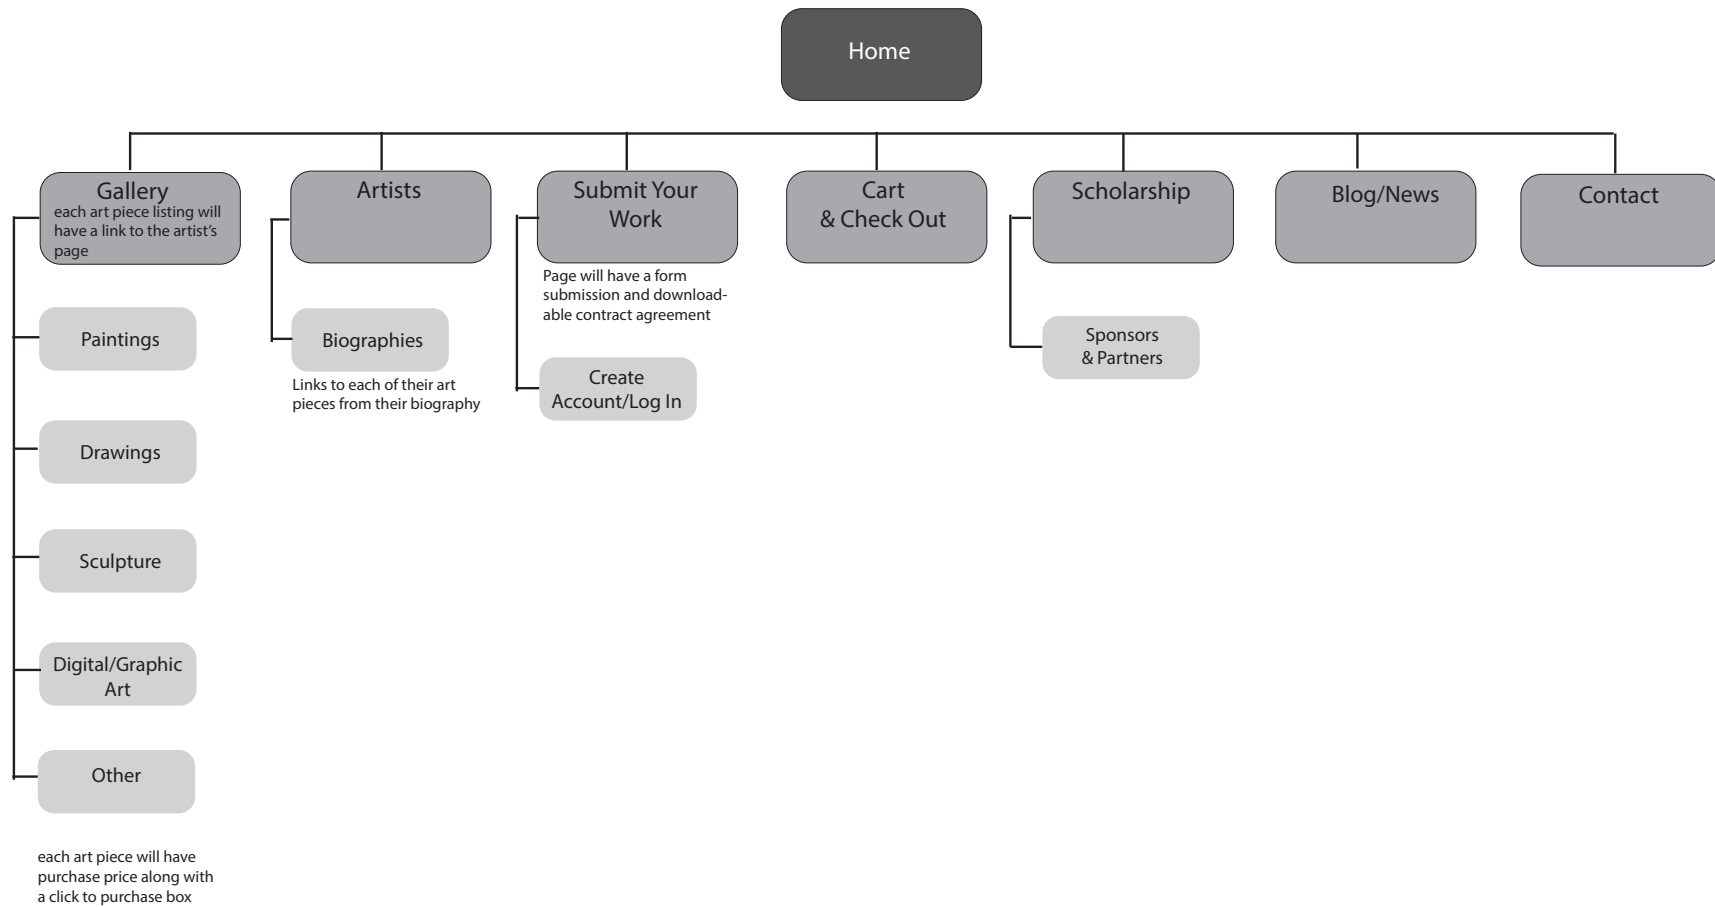 Home
Gallery
each art piece listing will
have a link to the artist's
page
Paintings
Drawings
Sculpture
Digital/Graphic
Art
Other
each art piece will have
purchase price along with
a click to purchase box
Artists
Biographies
Links to each of their art
pieces from their biography
Submit Your
Work
Page will have a form
submission and download-
able contract agreement
Create
Account/Log In
Cart
& Check Out
Scholarship
Sponsors
& Partners
Blog/News
Contact